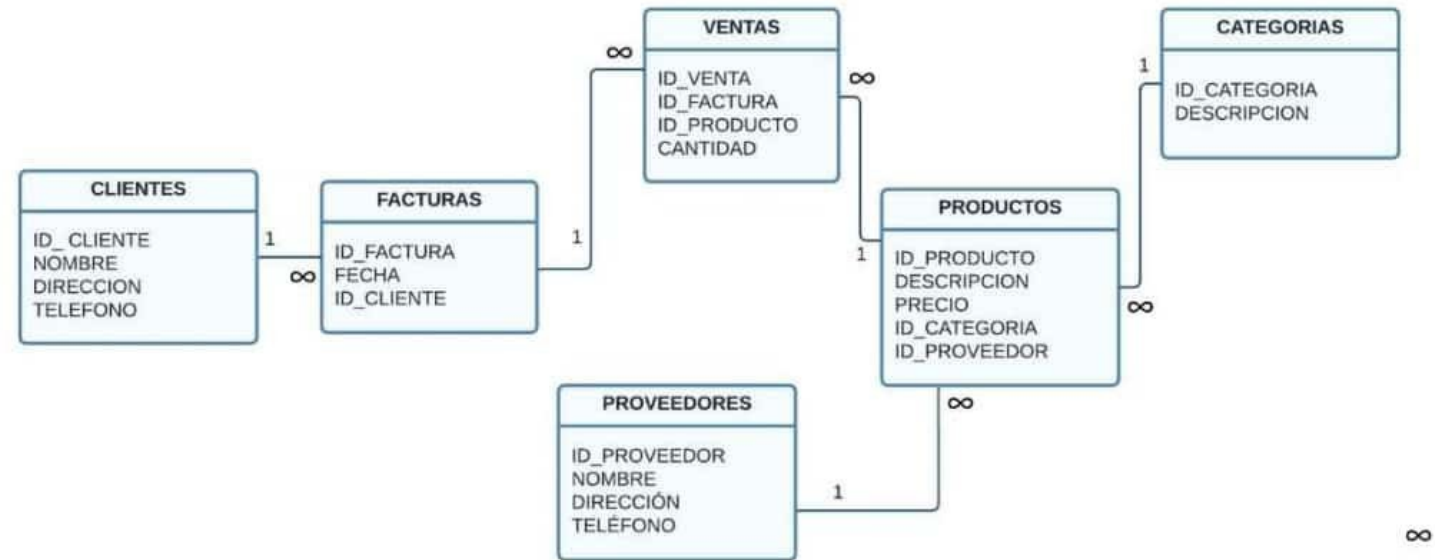 VENTAS
ID_VENTA
ID_FACTURA
ID_PRODUCTO
CANTIDAD
CATEGORIAS
ID_CATEGORIA
DESCRIPCION
CLIENTES
ID_ CLIENTE
NOMBRE
DIRECCION
TELEFONO
FACTURAS
ID_FACTURA
FECHA
ID_CLIENTE
PRODUCTOS
ID_PRODUCTO
DESCRIPCION
PRECIO
ID_CATEGORIA
ID_PROVEEDOR
PROVEEDORES
ID_PROVEEDOR
NOMBRE
DIRECCIÓN
TELÉFONO
1
∞
1
∞
∞
1
1
∞
1
∞
∞